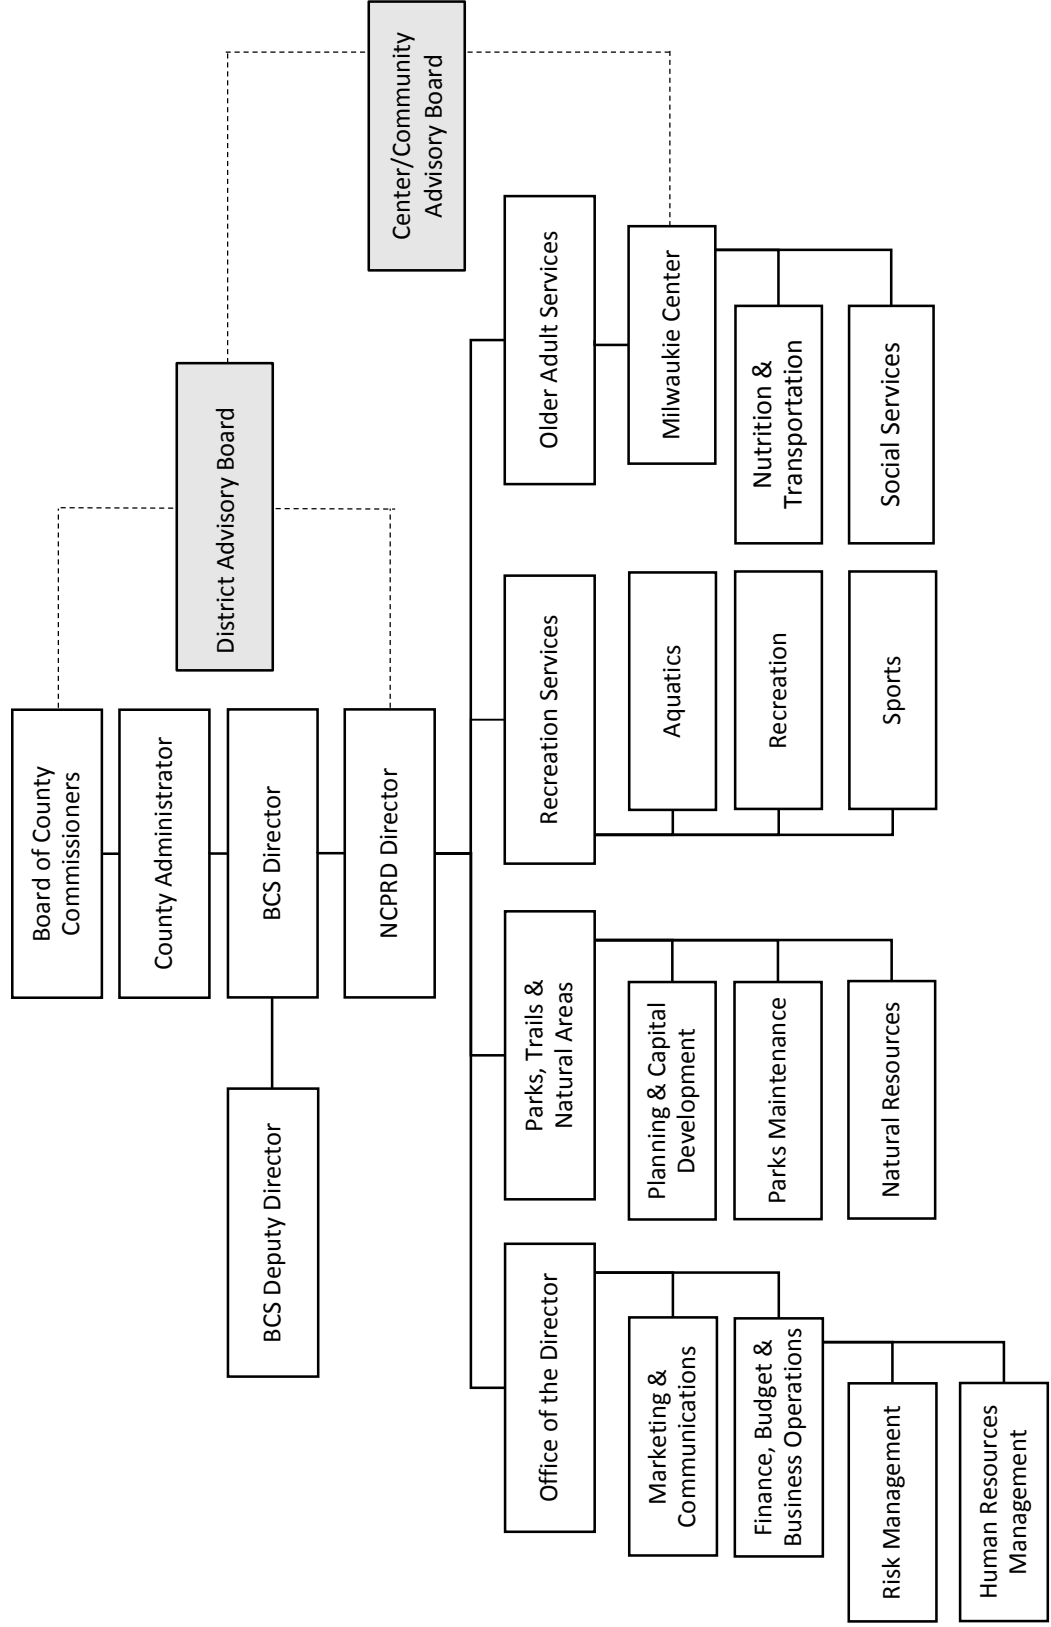 Board of County
Commissioners
County Administrator
BCS Deputy Director
BCS Director
NCPRD Director
District Advisory Board
Center/Community
Advisory Board
Office of the Director
Marketing &
Communications
Finance, Budget &
Business Operations
Risk Management
Human Resources
Management
Parks, Trails &
Natural Areas
Planning & Capital
Development
Parks Maintenance
Natural Resources
Recreation Services
Aquatics
Recreation
Sports
Older Adult Services
Milwaukie Center
Nutrition &
Transportation
Social Services